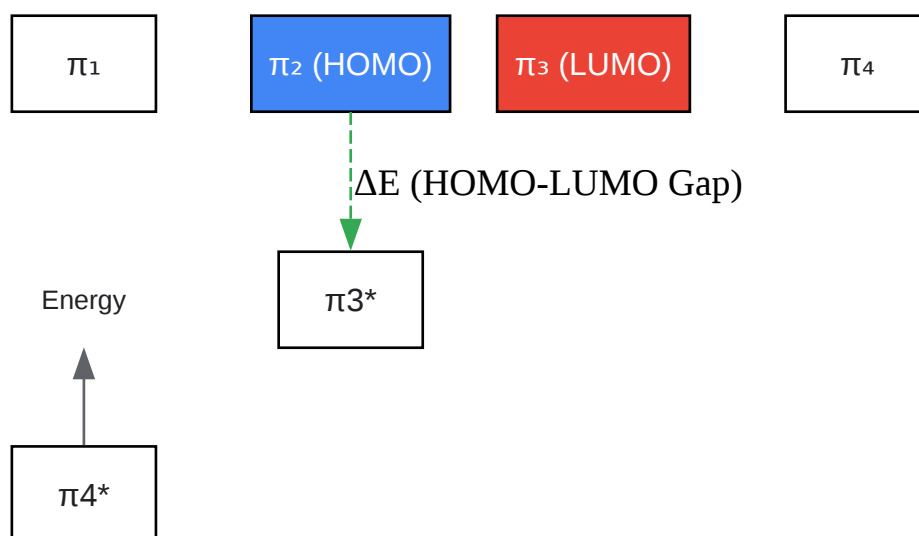 π₁
π₂ (HOMO)
π₃ (LUMO)
π₄
ΔE (HOMO-LUMO Gap)
π3*
Energy
π4*